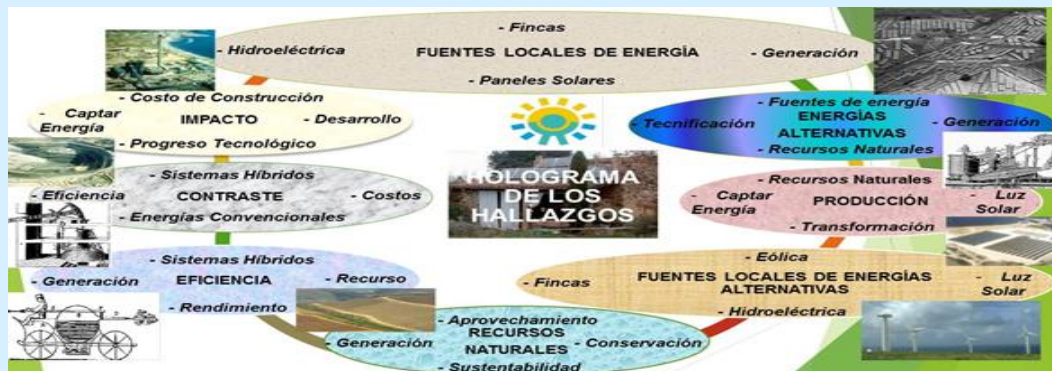 - Fincas
- Hidroeléctrica FUENTES LOCALES DE ENERGÍA - Generación
- Paneles Solares
- Costo de Construcción
- Captar Energía IMPACTO - Desarrollo
- Progreso Tecnológico
- Fuentes de energía
- Tecnificación ENERGÍAS ALTERNATIVAS - Generación
- Recursos Naturales
HOLOGRAMA
DE LOS
HALLAZGOS
- Sistemas Híbridos
- Eficiencia CONTRASTE - Costos
- Energías Convencionales
- Recursos Naturales
- Captar Energía PRODUCCIÓN - Luz Solar
- Transformación
- Sistemas Híbridos
- Generación EFICIENCIA - Recurso
- Rendimiento
- Eólica
- Fincas FUENTES LOCALES DE ENERGÍAS ALTERNATIVAS - Luz Solar
- Hidroeléctrica
- Aprovechamiento
- Generación RECURSOS NATURALES - Conservación
- Sustentabilidad